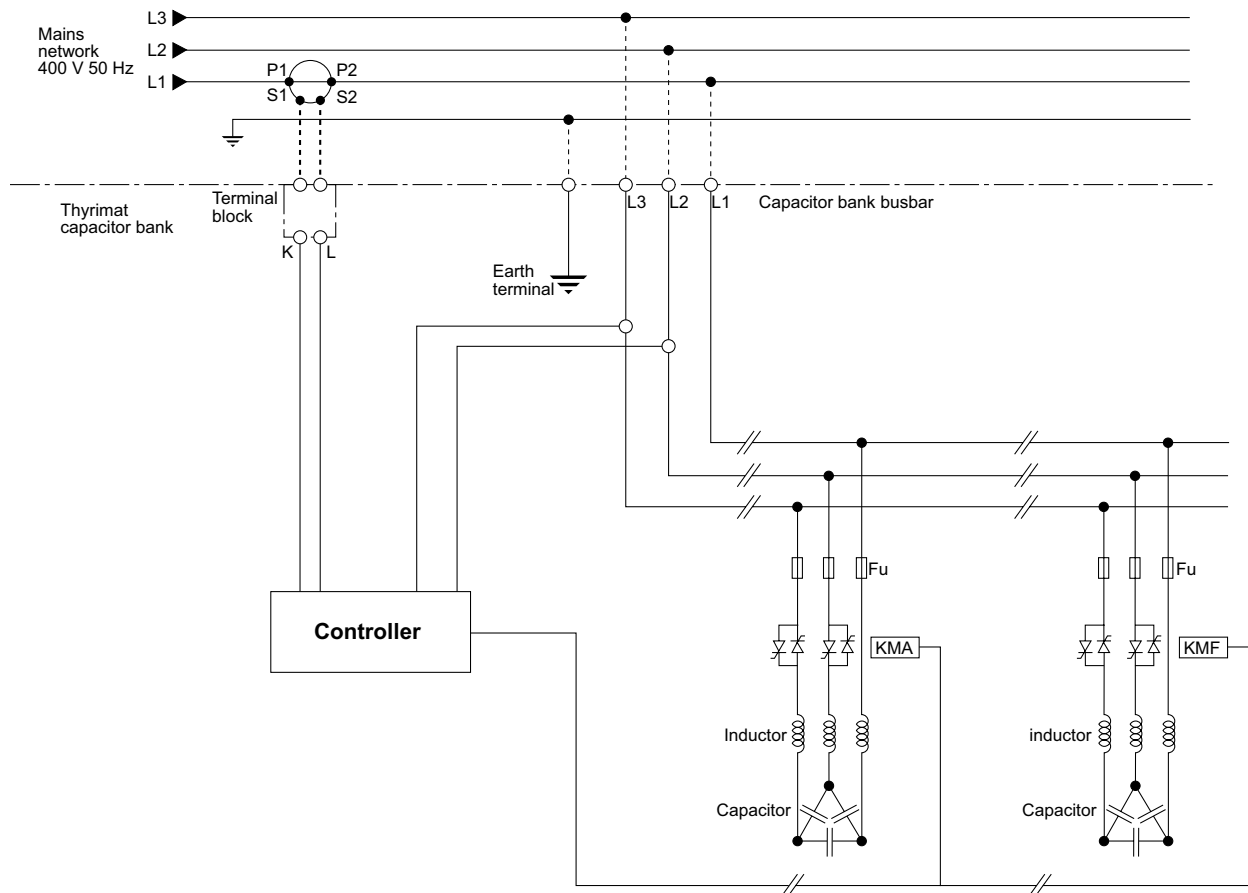 L3
Mains
network
400 V 50 Hz
L2
L1
P1 P2
S1 S2
Thyrimat
capacitor bank
Terminal
block
K L
L3 L2 L1
Capacitor bank busbar
Earth
terminal
Controller
Fu
Fu
KMA
KMF
Inductor
inductor
Capacitor
Capacitor